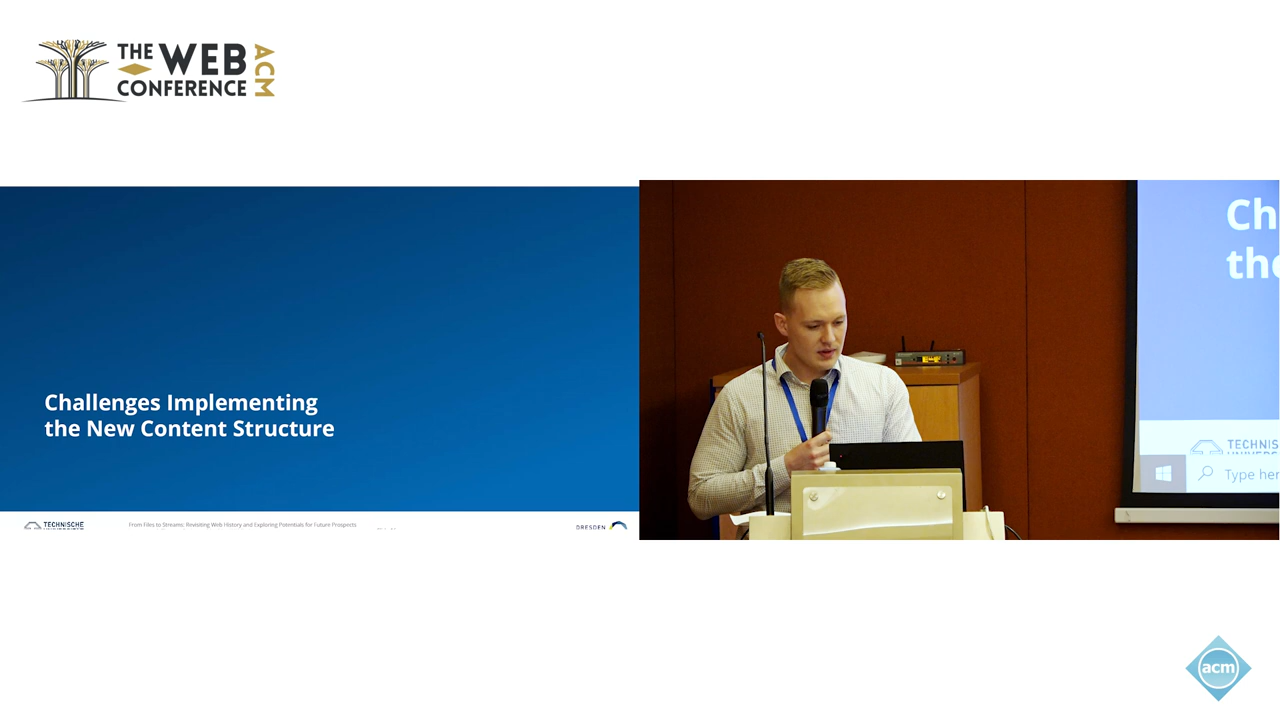 THE WEB
CONFERENCE
ACM
Challenges Implementing
the New Content Structure
TECHNISCHE
From Files to Streams: Revisiting Web History and Exploring Potentials for Future Prospects
DRESDEN
Ch
the
TECHNIS
Type her
acm